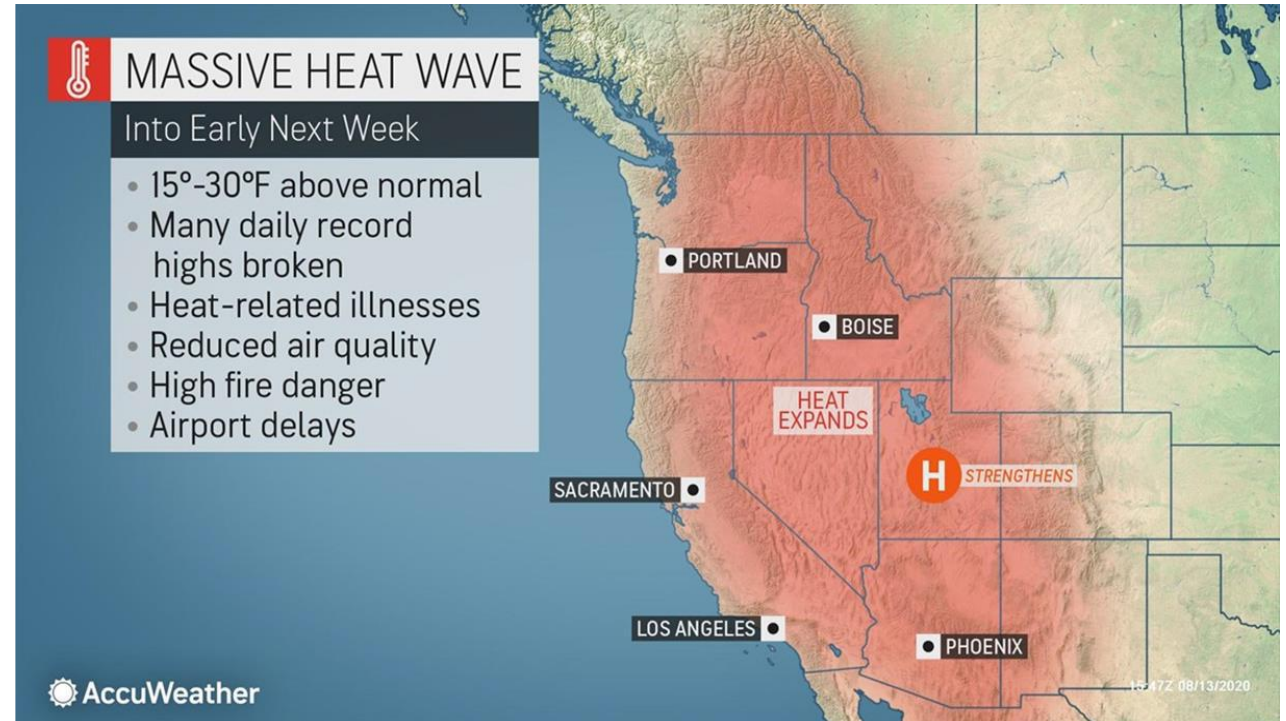 MASSIVE HEAT WAVE
Into Early Next Week
• 15°-30°F above normal
• Many daily record
highs broken
• Heat-related illnesses
• Reduced air quality
• High fire danger
• Airport delays
PORTLAND
BOISE
HEAT
EXPANDS
H STRENGTHENS
SACRAMENTO
LOS ANGELES
PHOENIX
AccuWeather
15:47Z 08/13/2020